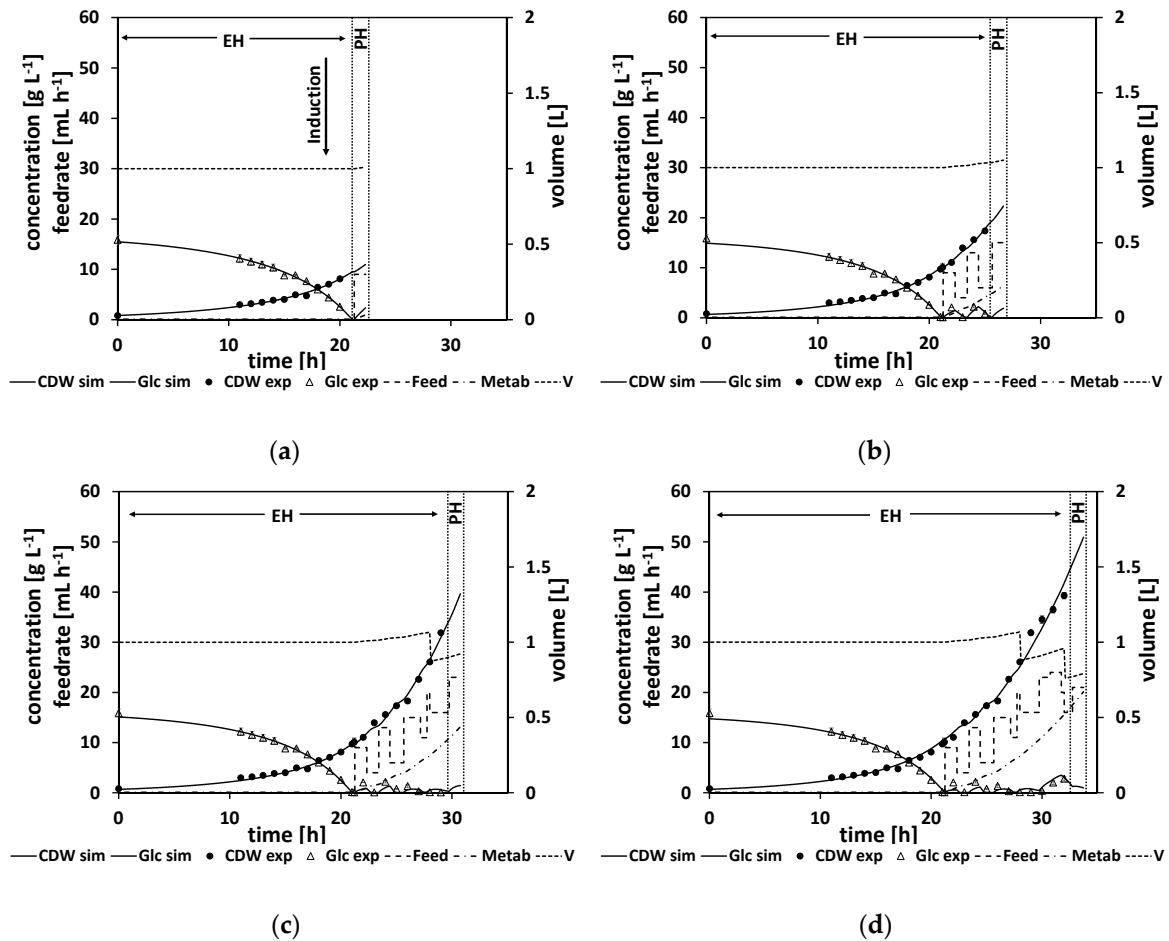 60
50
40
30
20
10
0
concentration [g L-1]
feedrate [mL h-1]
EH
PH
Induction
2
1.5
1
0.5
0
volume [L]
0 10 20 30
time [h]
CDW sim Glc sim CDW exp Glc exp Feed Metab V
(a)
60
50
40
30
20
10
0
concentration [g L-1]
feedrate [mL h-1]
EH
PH
2
1.5
1
0.5
0
volume [L]
0 10 20 30
time [h]
CDW sim Glc sim CDW exp Glc exp Feed Metab V
(b)
60
50
40
30
20
10
0
concentration [g L-1]
feedrate [mL h-1]
EH
PH
2
1.5
1
0.5
0
volume [L]
0 10 20 30
time [h]
CDW sim Glc sim CDW exp Glc exp Feed Metab V
(c)
60
50
40
30
20
10
0
concentration [g L-1]
feedrate [mL h-1]
EH
PH
2
1.5
1
0.5
0
volume [L]
0 10 20 30
time [h]
CDW sim Glc sim CDW exp Glc exp Feed Metab V
(d)